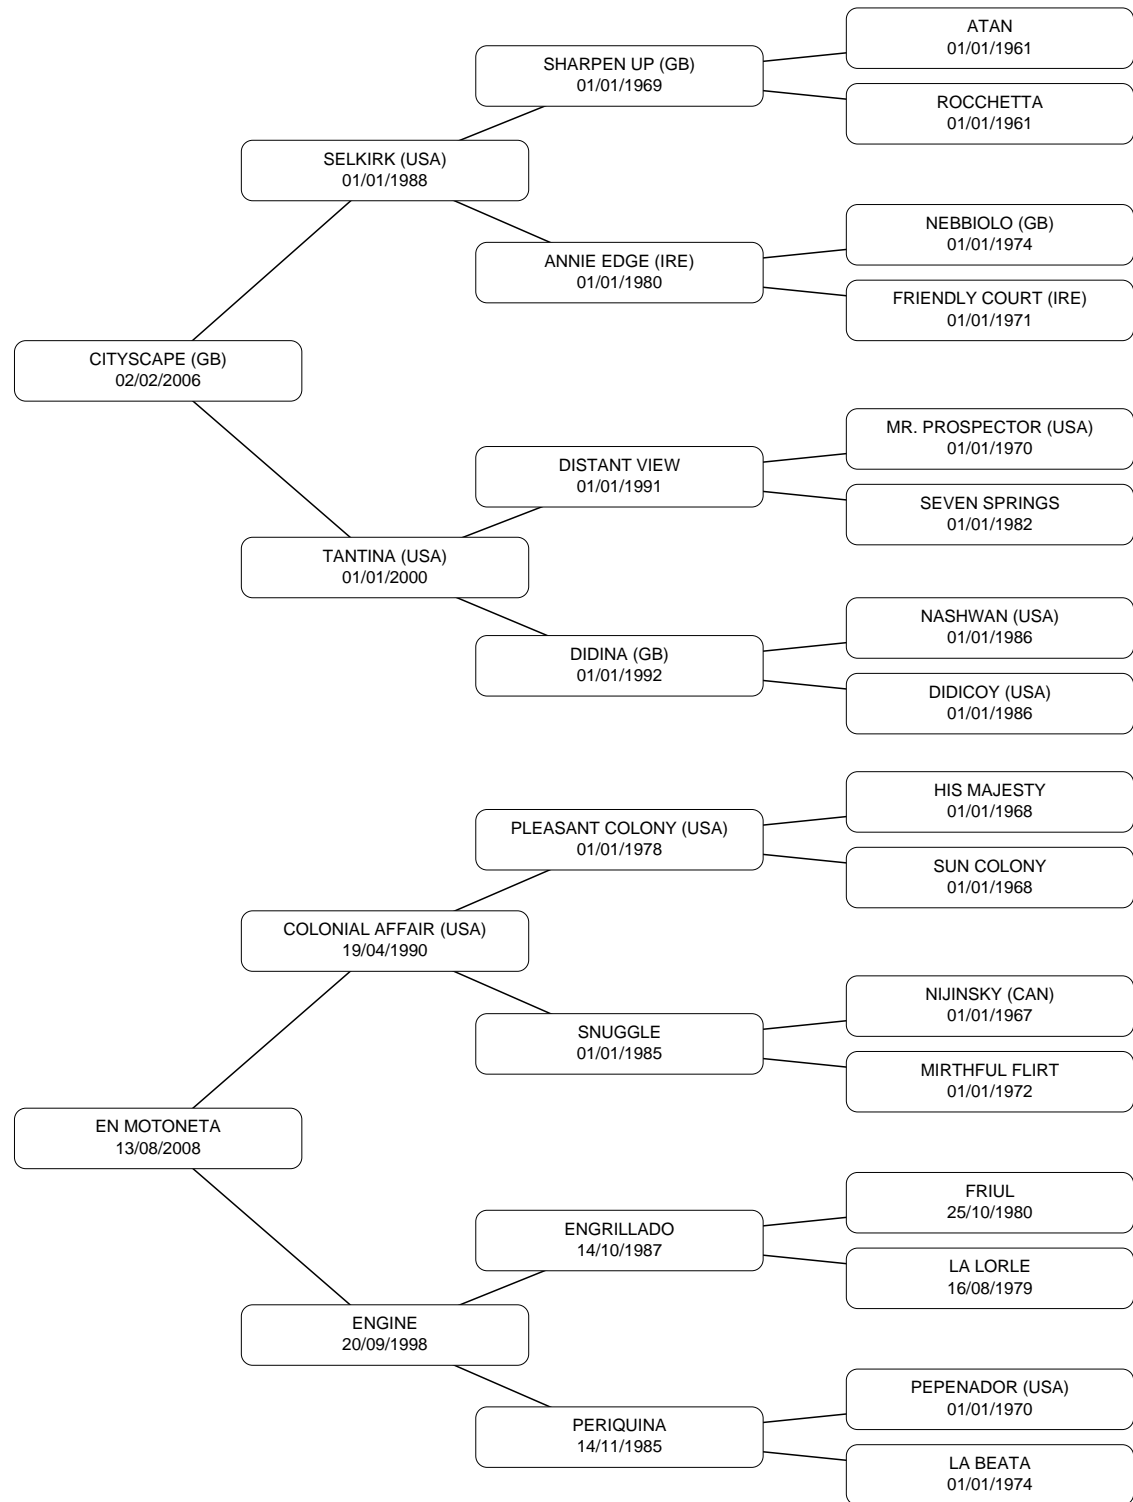 ATAN
01/01/1961
SHARPEN UP (GB)
01/01/1969
ROCCHETTA
01/01/1961
SELKIRK (USA)
01/01/1988
NEBBIOLO (GB)
01/01/1974
ANNIE EDGE (IRE)
01/01/1980
FRIENDLY COURT (IRE)
01/01/1971
CITYSCAPE (GB)
02/02/2006
MR. PROSPECTOR (USA)
01/01/1970
DISTANT VIEW
01/01/1991
SEVEN SPRINGS
01/01/1982
TANTINA (USA)
01/01/2000
NASHWAN (USA)
01/01/1986
DIDINA (GB)
01/01/1992
DIDICOY (USA)
01/01/1986
HIS MAJESTY
01/01/1968
PLEASANT COLONY (USA)
01/01/1978
SUN COLONY
01/01/1968
COLONIAL AFFAIR (USA)
19/04/1990
NIJINSKY (CAN)
01/01/1967
SNUGGLE
01/01/1985
MIRTHFUL FLIRT
01/01/1972
EN MOTONETA
13/08/2008
FRIUL
25/10/1980
ENGRILLADO
14/10/1987
LA LORLE
16/08/1979
ENGINE
20/09/1998
PEPENADOR (USA)
01/01/1970
PERIQUINA
14/11/1985
LA BEATA
01/01/1974